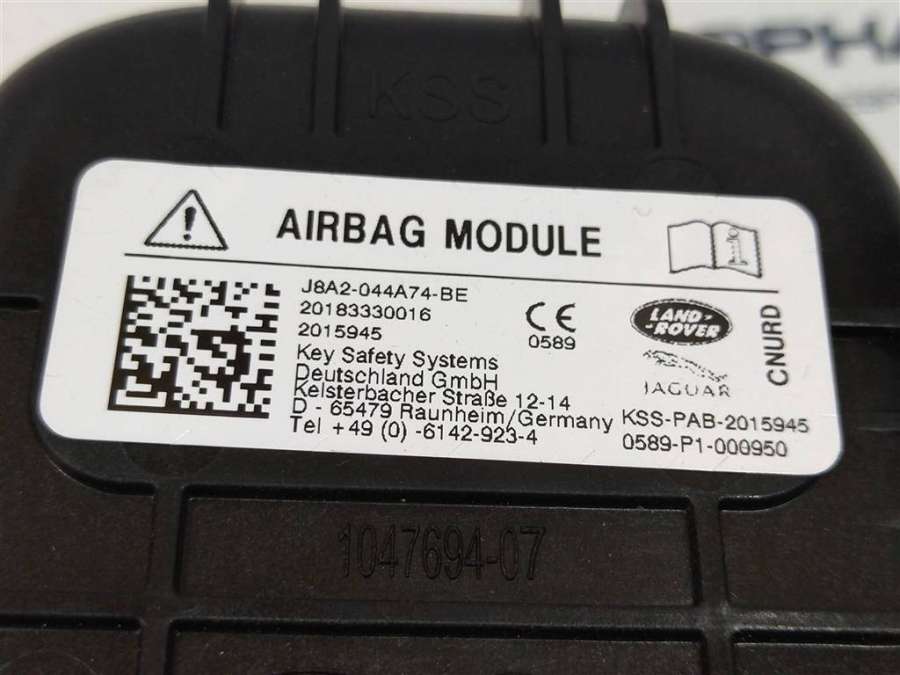 KSS
AIRBAG MODULE
J8A2-044A74-BE
20183330016
2015945
Key Safety Systems
Deutschland GmbH
Kelsterbacher Straße 12-14
D - 65479 Raunheim/Germany
Tel +49 (0) -6142-923-4
CE
0589
LAND-
-ROVER
JAGUAR
CNURD
KSS-PAB-2015945
0589-P1-000950
1047694-07